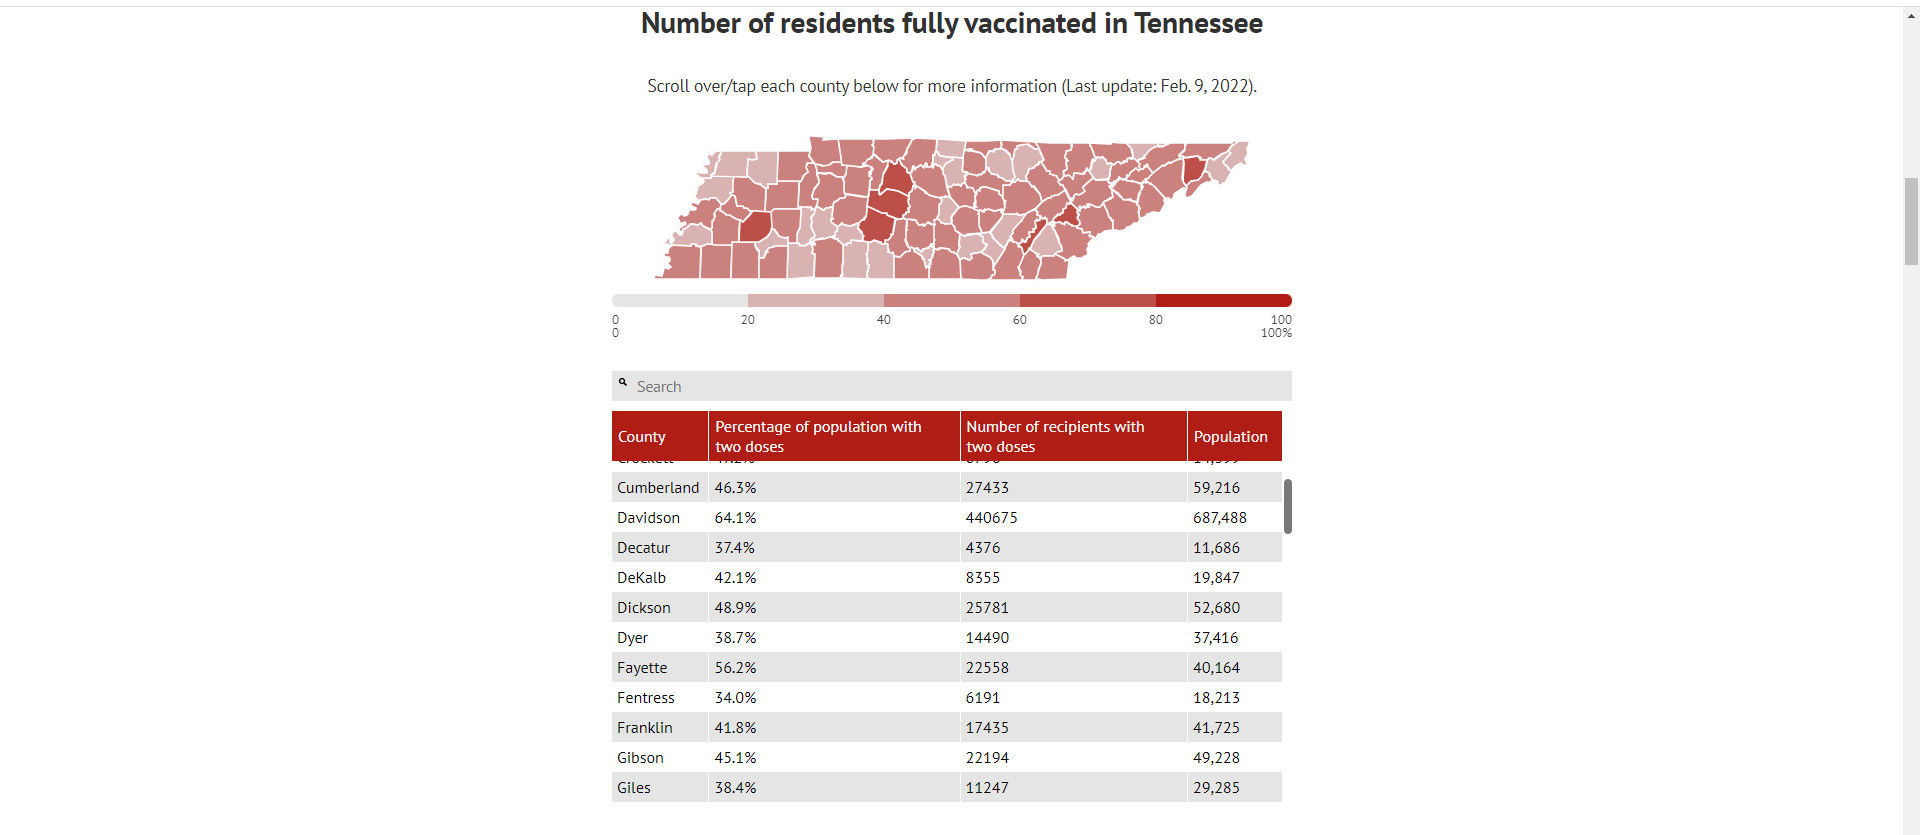 Number of residents fully vaccinated in Tennessee
Scroll over/tap each county below for more information (Last update: Feb. 9, 2022).
0 20 40 60 80 100
0 100%
Search
County Percentage of population with two doses Number of recipients with two doses Population
Cumberland 46.3% 27433 59,216
Davidson 64.1% 440675 687,488
Decatur 37.4% 4376 11,686
DeKalb 42.1% 8355 19,847
Dickson 48.9% 25781 52,680
Dyer 38.7% 14490 37,416
Fayette 56.2% 22558 40,164
Fentress 34.0% 6191 18,213
Franklin 41.8% 17435 41,725
Gibson 45.1% 22194 49,228
Giles 38.4% 11247 29,285